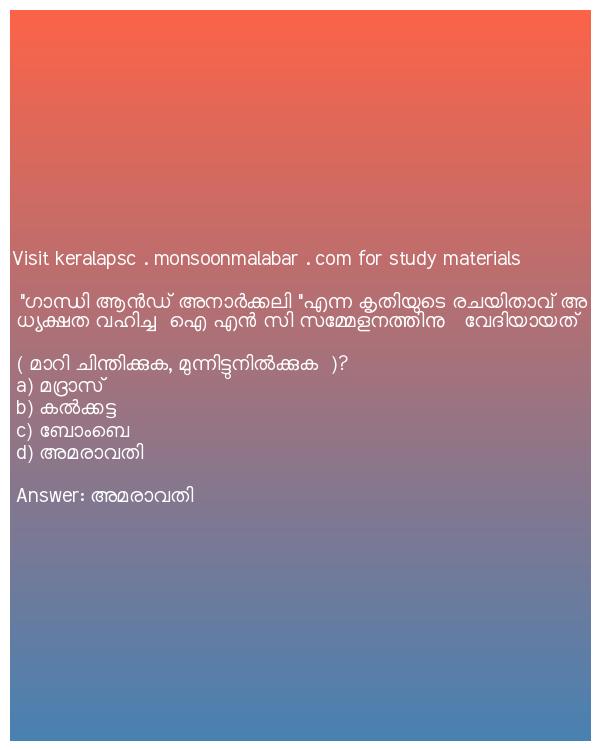 Visit keralapsc . monsoonmalabar . com for study materials
"ഗാന്ധി ആൻഡ് അനാർക്കലി "എന്ന കൃതിയുടെ രചയിതാവ് അ
ധ്യക്ഷത വഹിച്ച ഐ എൻ സി സമ്മേളനത്തിനു വേദിയായത്
( മാറി ചിന്തിക്കുക, മുന്നിട്ടുനിൽക്കുക )?
a) മദ്രാസ്
b) കൽക്കട്ട
c) ബോംബെ
d) അമരാവതി
Answer: അമരാവതി